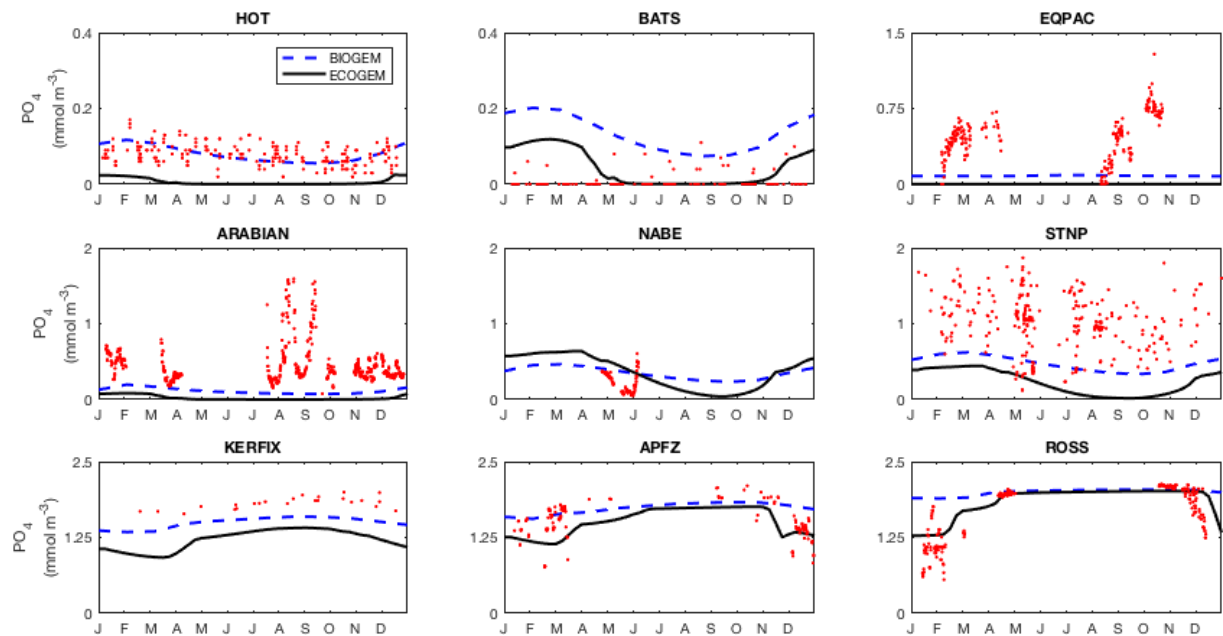 HOT
BATS
EQPAC
PO4
(mmol m-3)
0.4
0.2
0
BIOGEM
ECOGEM
J F M A M J J A S O N D
0.4
0.2
0
J F M A M J J A S O N D
1.5
0.75
0
J F M A M J J A S O N D
ARABIAN
NABE
STNP
PO4
(mmol m-3)
2
1
0
J F M A M J J A S O N D
2
1
0
J F M A M J J A S O N D
2
1
0
J F M A M J J A S O N D
KERFIX
APFZ
ROSS
PO4
(mmol m-3)
2.5
1.25
0
J F M A M J J A S O N D
2.5
1.25
0
J F M A M J J A S O N D
2.5
1.25
0
J F M A M J J A S O N D